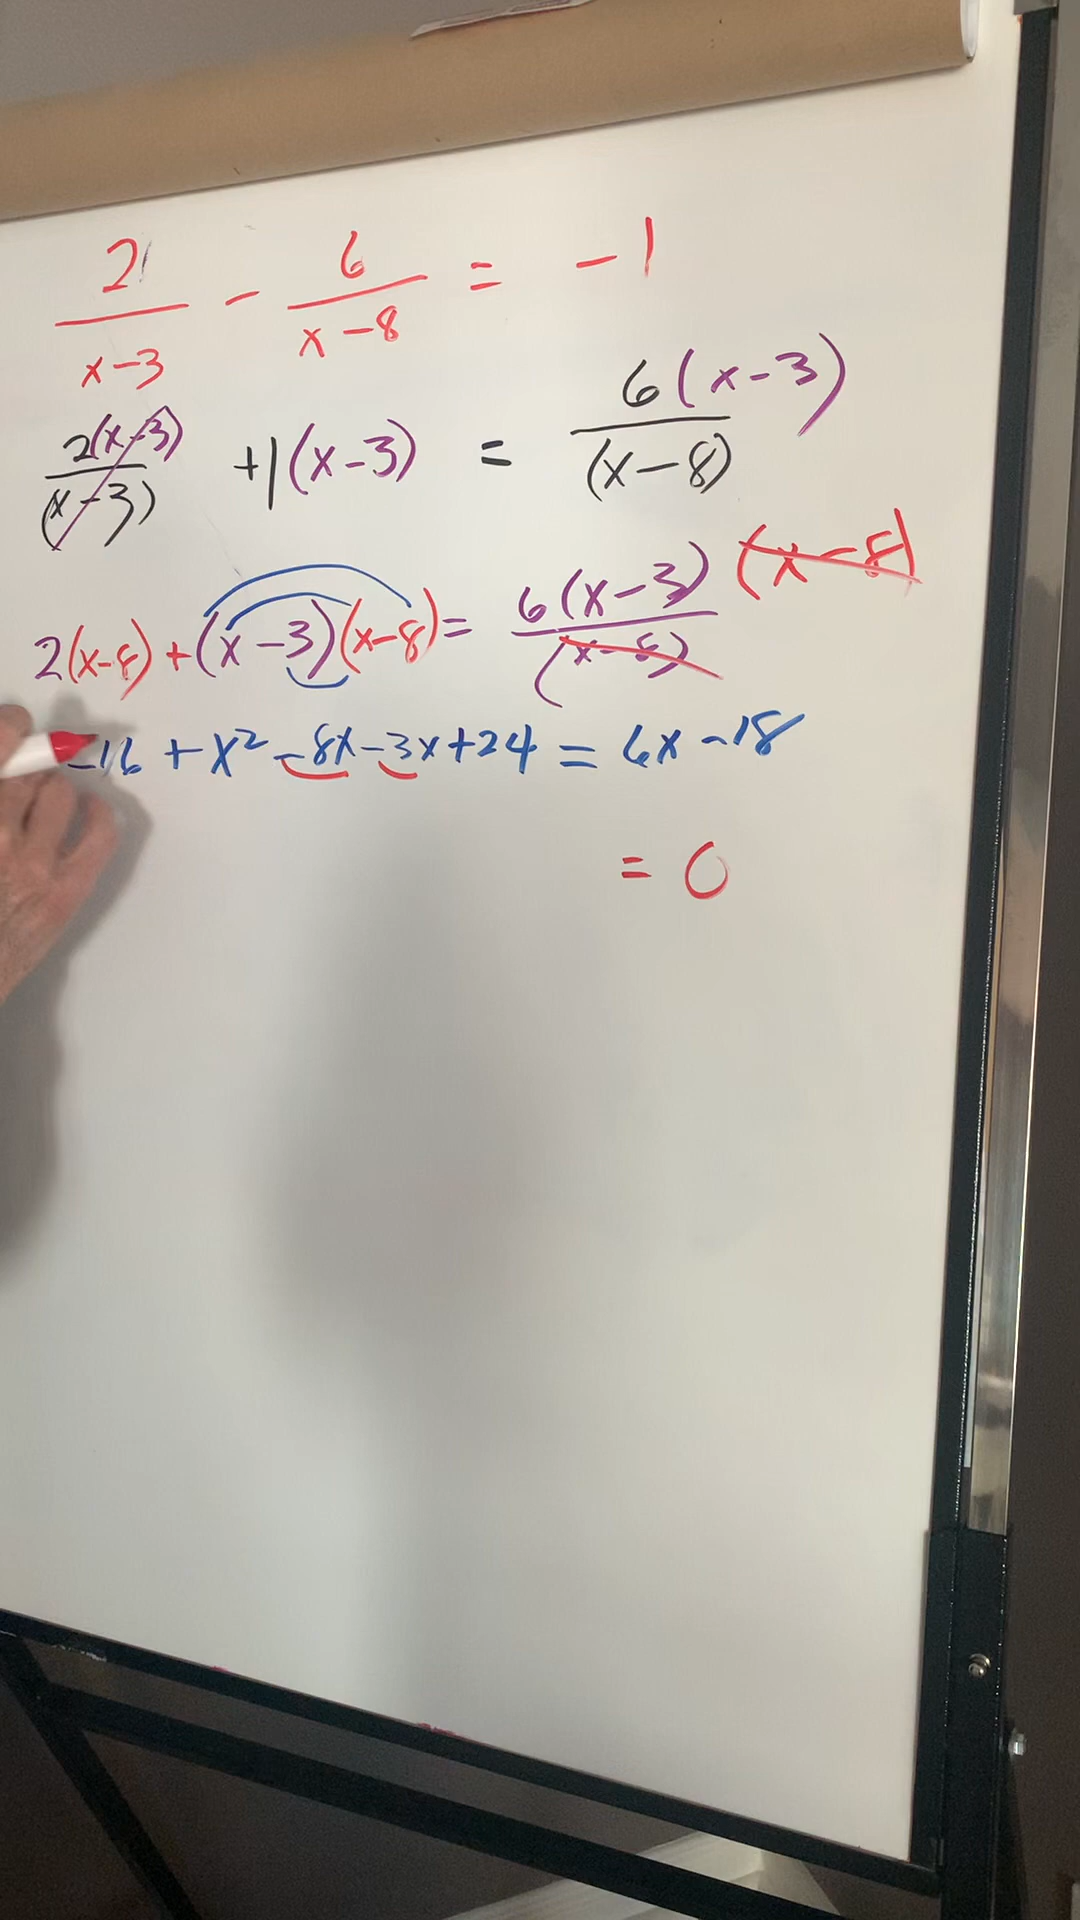 2/(x-3) - 6/(x-8) = -1
2(x-3)/(x-3) +1(x-3) = 6(x-3)/(x-8)
2(x-8)+(x-3)(x-8)= 6(x-3)(x-8)/(x-8)
-16 + x² -8x-3x+24 = 6x-18
= 0